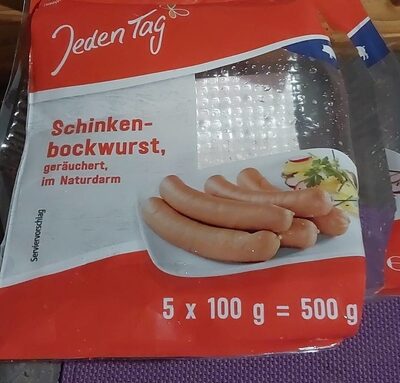 Jeden Tag
Schinken-
bockwurst,
geräuchert,
im Naturdarm
Serviervorschlag
5 x 100 g = 500 g